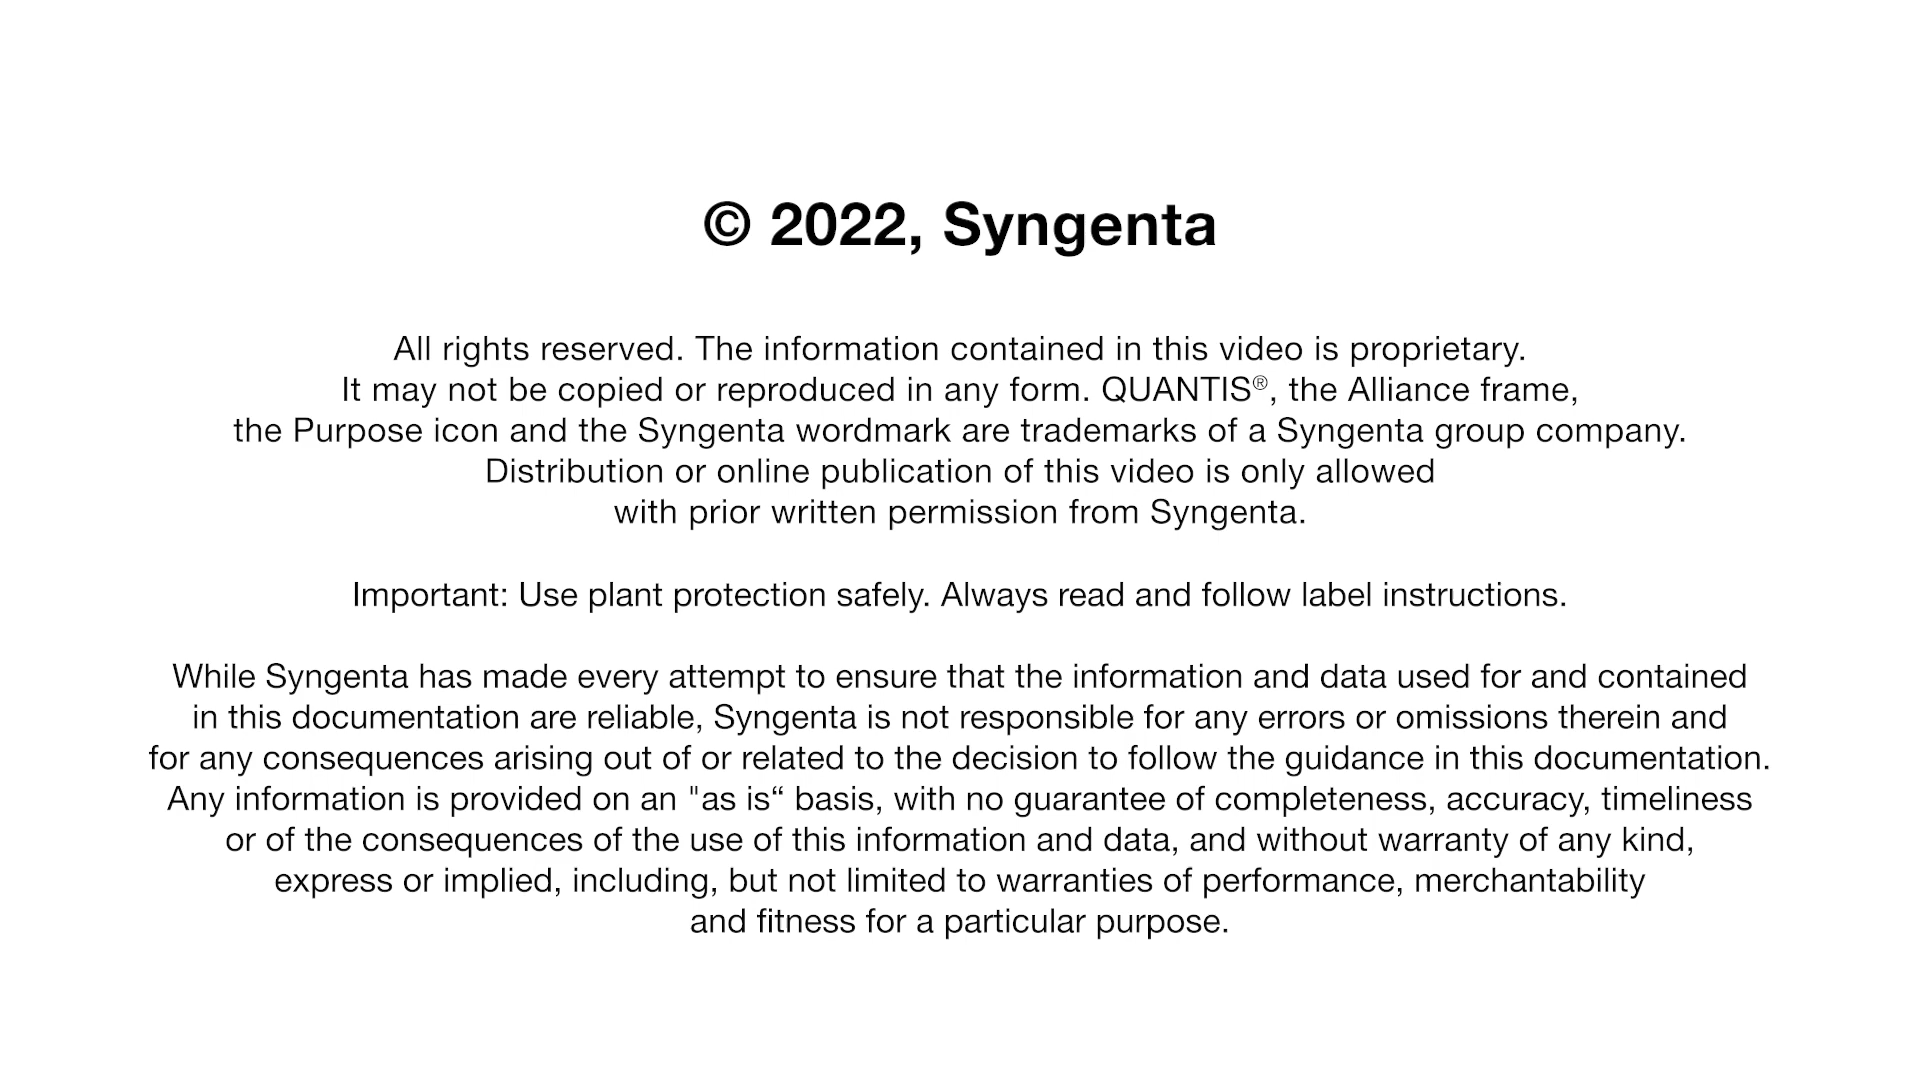 © 2022, Syngenta
All rights reserved. The information contained in this video is proprietary.
It may not be copied or reproduced in any form. QUANTIS®, the Alliance frame,
the Purpose icon and the Syngenta wordmark are trademarks of a Syngenta group company.
Distribution or online publication of this video is only allowed
with prior written permission from Syngenta.
Important: Use plant protection safely. Always read and follow label instructions.
While Syngenta has made every attempt to ensure that the information and data used for and contained
in this documentation are reliable, Syngenta is not responsible for any errors or omissions therein and
for any consequences arising out of or related to the decision to follow the guidance in this documentation.
Any information is provided on an "as is“ basis, with no guarantee of completeness, accuracy, timeliness
or of the consequences of the use of this information and data, and without warranty of any kind,
express or implied, including, but not limited to warranties of performance, merchantability
and fitness for a particular purpose.